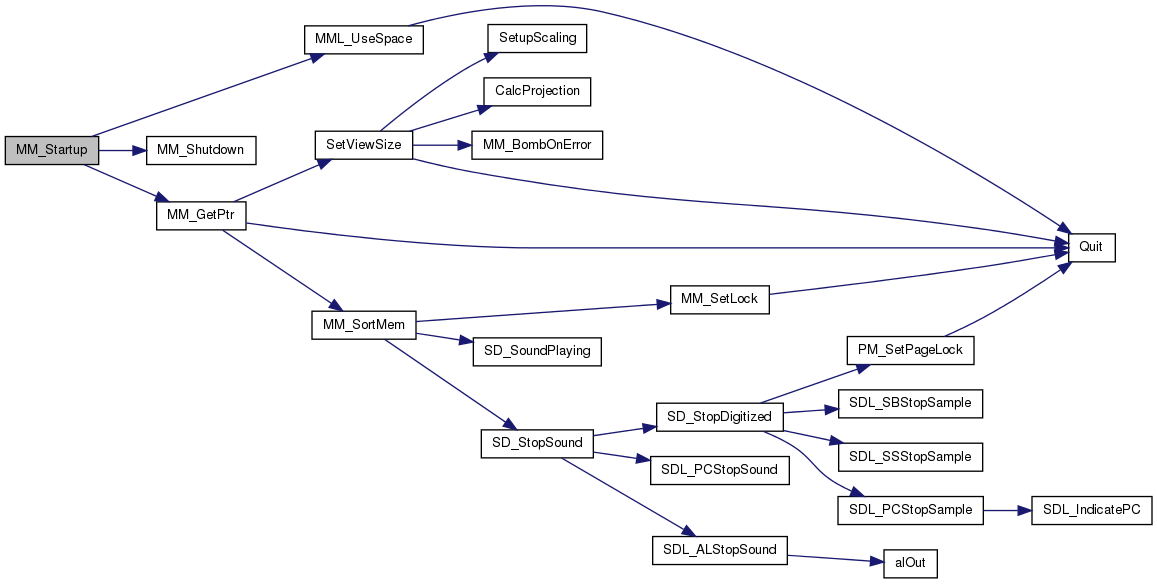 MML_UseSpace
SetupScaling
CalcProjection
MM_Startup
MM_Shutdown
SetViewSize
MM_BombOnError
MM_GetPtr
Quit
MM_SetLock
MM_SortMem
SD_SoundPlaying
PM_SetPageLock
SDL_SBStopSample
SD_StopDigitized
SD_StopSound
SDL_SSStopSample
SDL_PCStopSound
SDL_PCStopSample
SDL_IndicatePC
SDL_ALStopSound
alOut